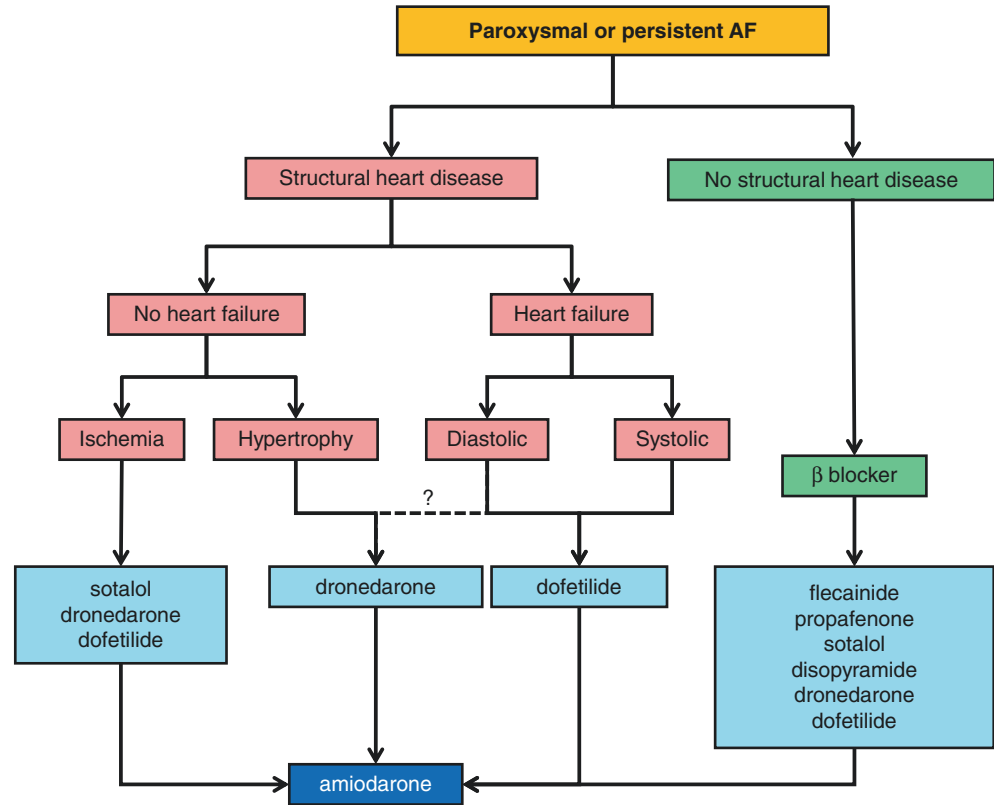 Paroxysmal or persistent AF
Structural heart disease
No structural heart disease
No heart failure
Heart failure
Ischemia
Hypertrophy
Diastolic
Systolic
β blocker
?
sotalol
dronedarone
dofetilide
dronedarone
dofetilide
flecainide
propafenone
sotalol
disopyramide
dronedarone
dofetilide
amiodarone